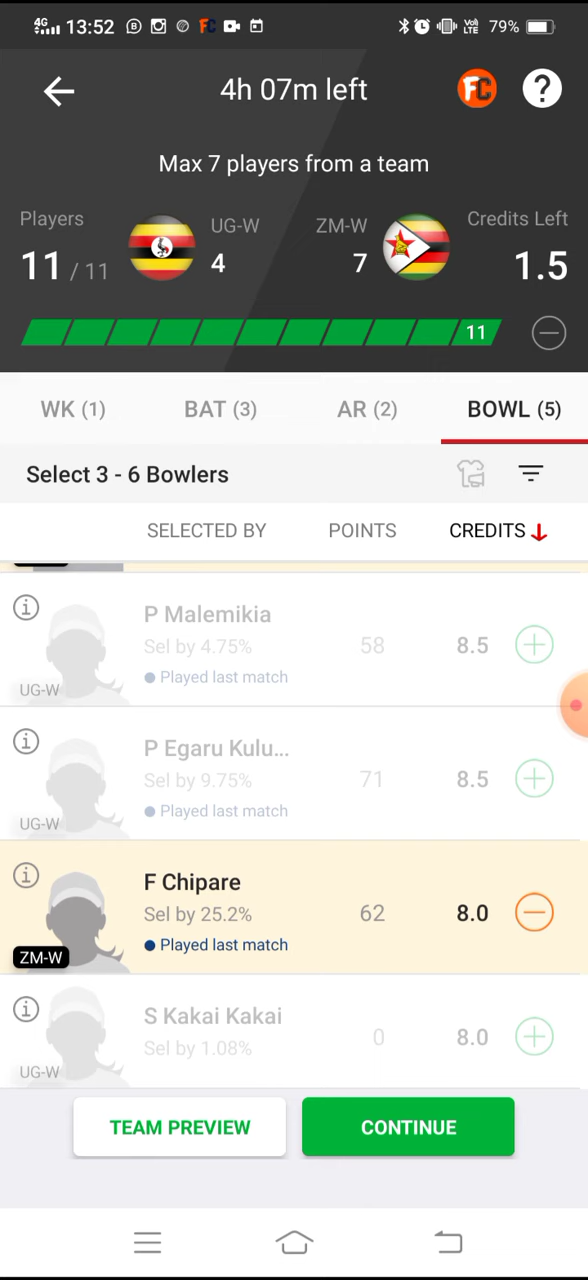 4G 13:52 79%
Vo)
LTE
4h 07m left
FC
?
Max 7 players from a team
Players UG-W ZM-W Credits Left
11 / 11 4 7 1.5
11
WK (1) BAT (3) AR (2) BOWL (5)
Select 3 - 6 Bowlers
SELECTED BY POINTS CREDITS
P Malemikia
Sel by 4.75% 58 8.5
Played last match
UG-W
P Egaru Kulu...
Sel by 9.75% 71 8.5
Played last match
UG-W
F Chipare
Sel by 25.2% 62 8.0
Played last match
ZM-W
S Kakai Kakai
Sel by 1.08% 0 8.0
UG-W
TEAM PREVIEW CONTINUE